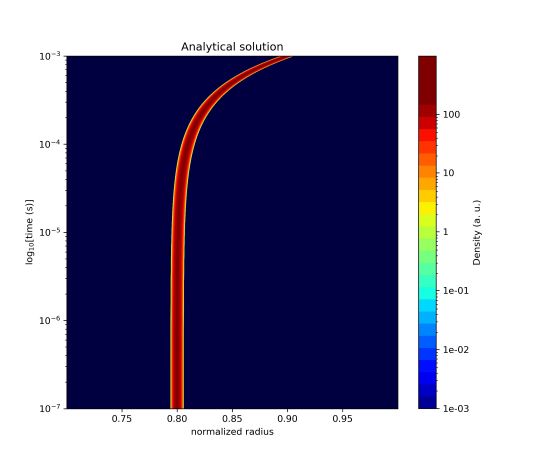 Analytical solution
10⁻³
10⁻⁴
10⁻⁵
10⁻⁶
10⁻⁷
log₁₀[time (s)]
0.75 0.80 0.85 0.90 0.95
normalized radius
100
10
1
1e-01
1e-02
1e-03
Density (a. u.)